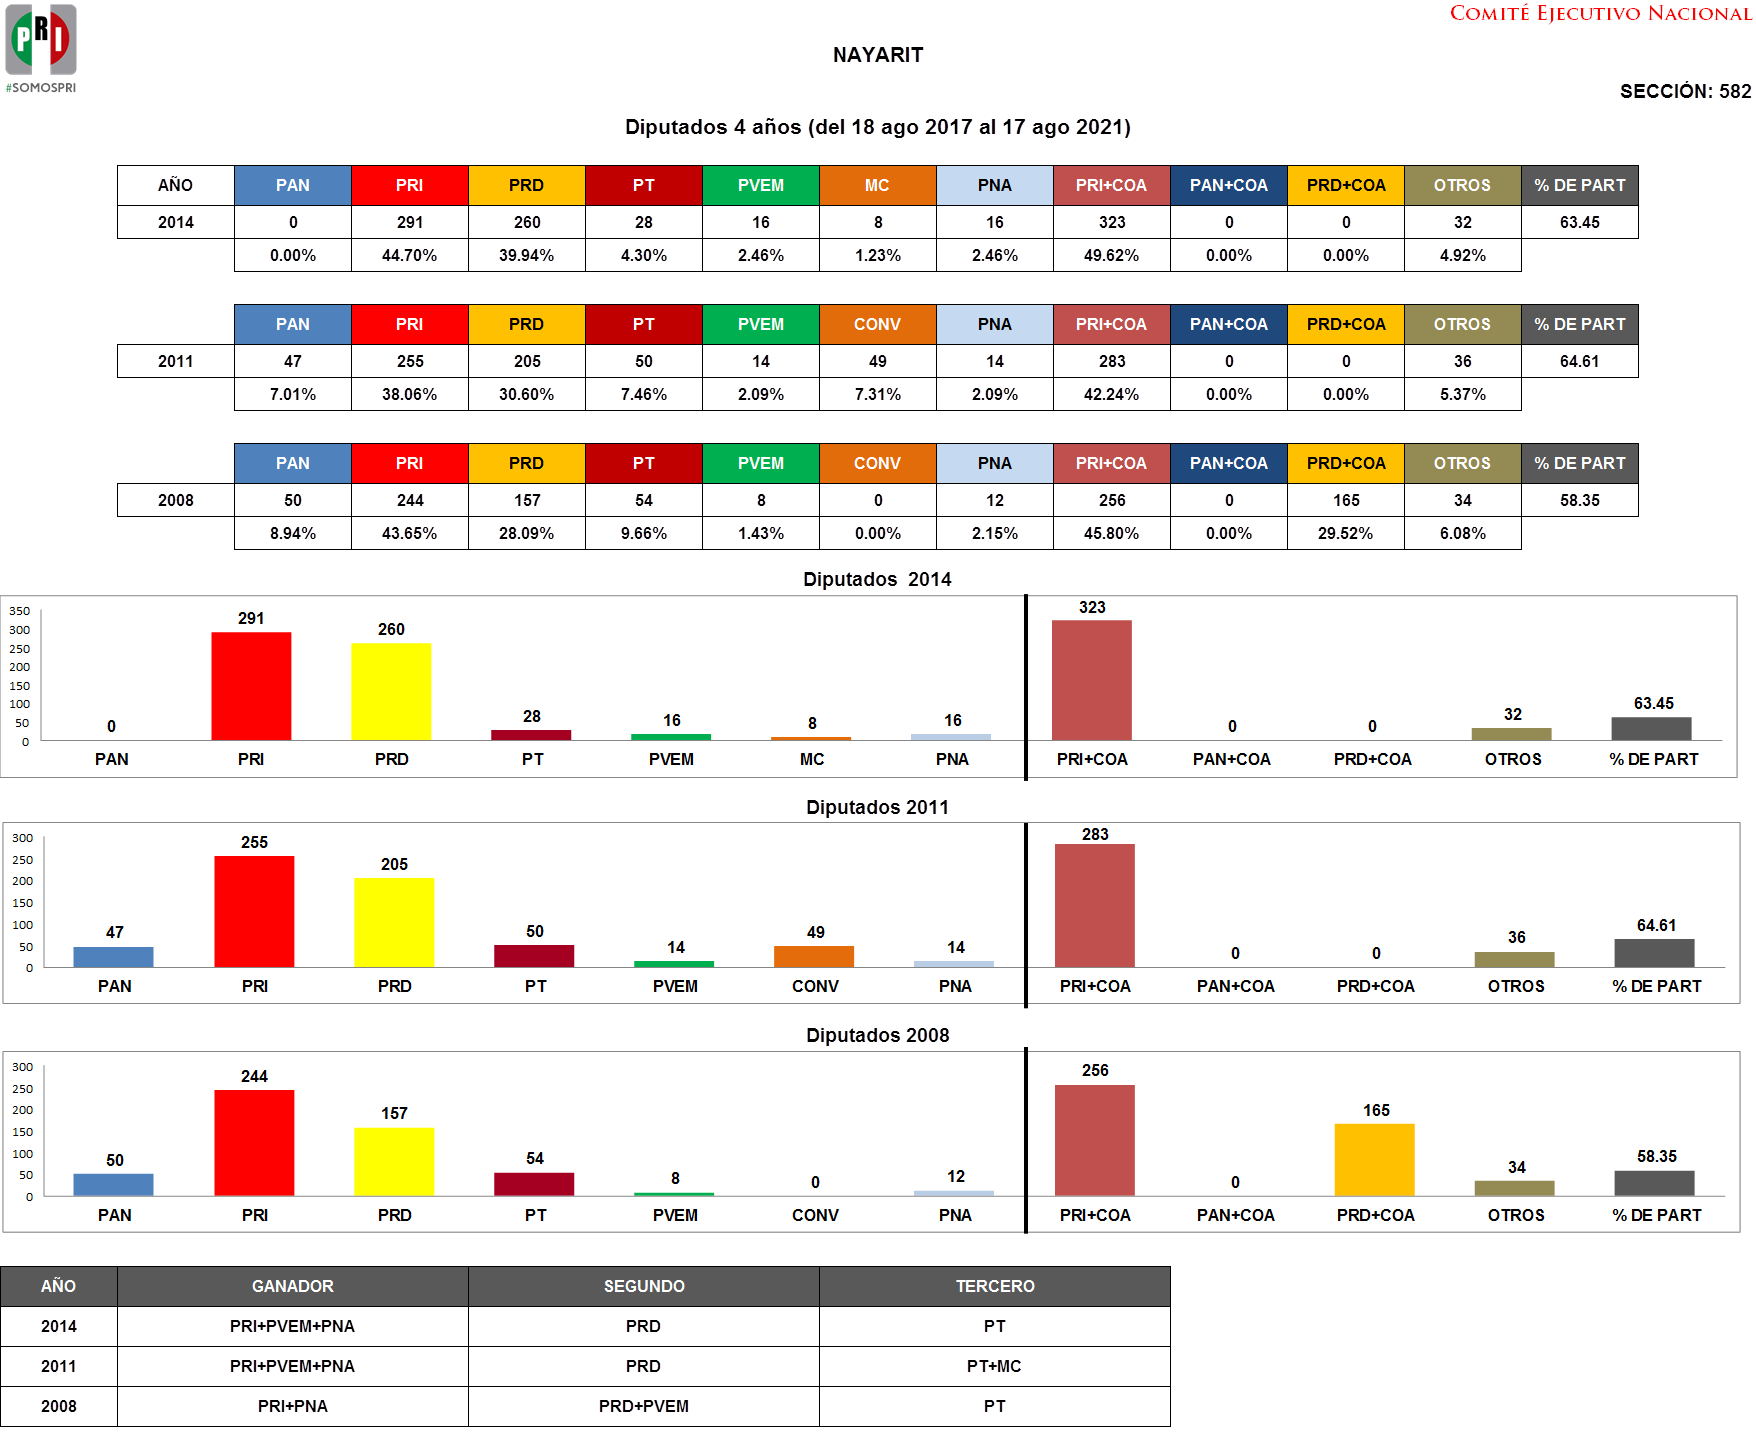 PRI
#SOMOSPRI
COMITÉ EJECUTIVO NACIONAL
NAYARIT
SECCIÓN: 582
Diputados 4 años (del 18 ago 2017 al 17 ago 2021)
AÑO PAN PRI PRD PT PVEM MC PNA PRI+COA PAN+COA PRD+COA OTROS % DE PART
2014 0 291 260 28 16 8 16 323 0 0 32 63.45
0.00% 44.70% 39.94% 4.30% 2.46% 1.23% 2.46% 49.62% 0.00% 0.00% 4.92%
PAN PRI PRD PT PVEM CONV PNA PRI+COA PAN+COA PRD+COA OTROS % DE PART
2011 47 255 205 50 14 49 14 283 0 0 36 64.61
7.01% 38.06% 30.60% 7.46% 2.09% 7.31% 2.09% 42.24% 0.00% 0.00% 5.37%
PAN PRI PRD PT PVEM CONV PNA PRI+COA PAN+COA PRD+COA OTROS % DE PART
2008 50 244 157 54 8 0 12 256 0 165 34 58.35
8.94% 43.65% 28.09% 9.66% 1.43% 0.00% 2.15% 45.80% 0.00% 29.52% 6.08%
Diputados 2014
350
300
250
200
150
100
50
0
0 291 260 28 16 8 16 323 0 0 32 63.45
PAN PRI PRD PT PVEM MC PNA PRI+COA PAN+COA PRD+COA OTROS % DE PART
Diputados 2011
300
250
200
150
100
50
0
47 255 205 50 14 49 14 283 0 0 36 64.61
PAN PRI PRD PT PVEM CONV PNA PRI+COA PAN+COA PRD+COA OTROS % DE PART
Diputados 2008
300
250
200
150
100
50
0
50 244 157 54 8 0 12 256 0 165 34 58.35
PAN PRI PRD PT PVEM CONV PNA PRI+COA PAN+COA PRD+COA OTROS % DE PART
AÑO GANADOR SEGUNDO TERCERO
2014 PRI+PVEM+PNA PRD PT
2011 PRI+PVEM+PNA PRD PT+MC
2008 PRI+PNA PRD+PVEM PT